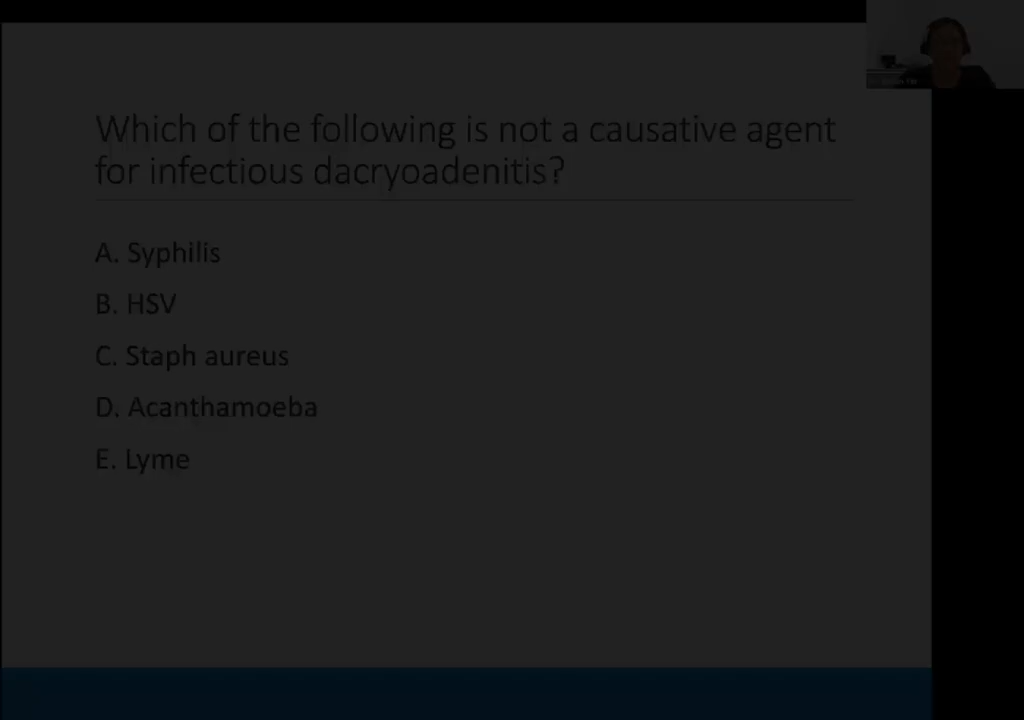 Which of the following is not a causative agent
for infectious dacryoadenitis?
A. Syphilis
B. HSV
C. Staph aureus
D. Acanthamoeba
E. Lyme